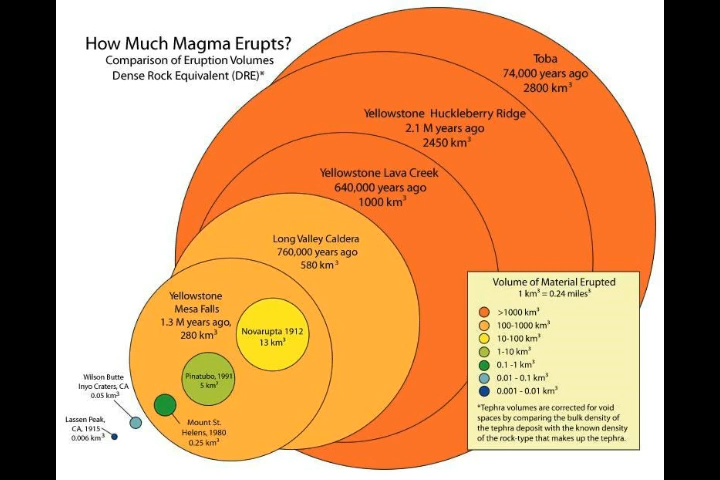 How Much Magma Erupts?
Comparison of Eruption Volumes
Dense Rock Equivalent (DRE)*
Toba
74,000 years ago
2800 km³
Yellowstone Huckleberry Ridge
2.1 M years ago
2450 km³
Yellowstone Lava Creek
640,000 years ago
1000 km³
Long Valley Caldera
760,000 years ago
580 km³
Yellowstone
Mesa Falls
1.3 M years ago,
280 km³
Novarupta 1912
13 km³
Pinatubo, 1991
5 km³
Wilson Butte
Inyo Craters, CA
0.05 km³
Lassen Peak,
CA, 1915
0.006 km³
Mount St.
Helens, 1980
0.25 km³
Volume of Material Erupted
1 km³ = 0.24 miles³
>1000 km³
100-1000 km³
10-100 km³
1-10 km³
0.1 -1 km³
0.01 - 0.1 km³
0.001 - 0.01 km³
*Tephra volumes are corrected for void
spaces by comparing the bulk density of
the tephra deposit with the known density
of the rock-type that makes up the tephra.